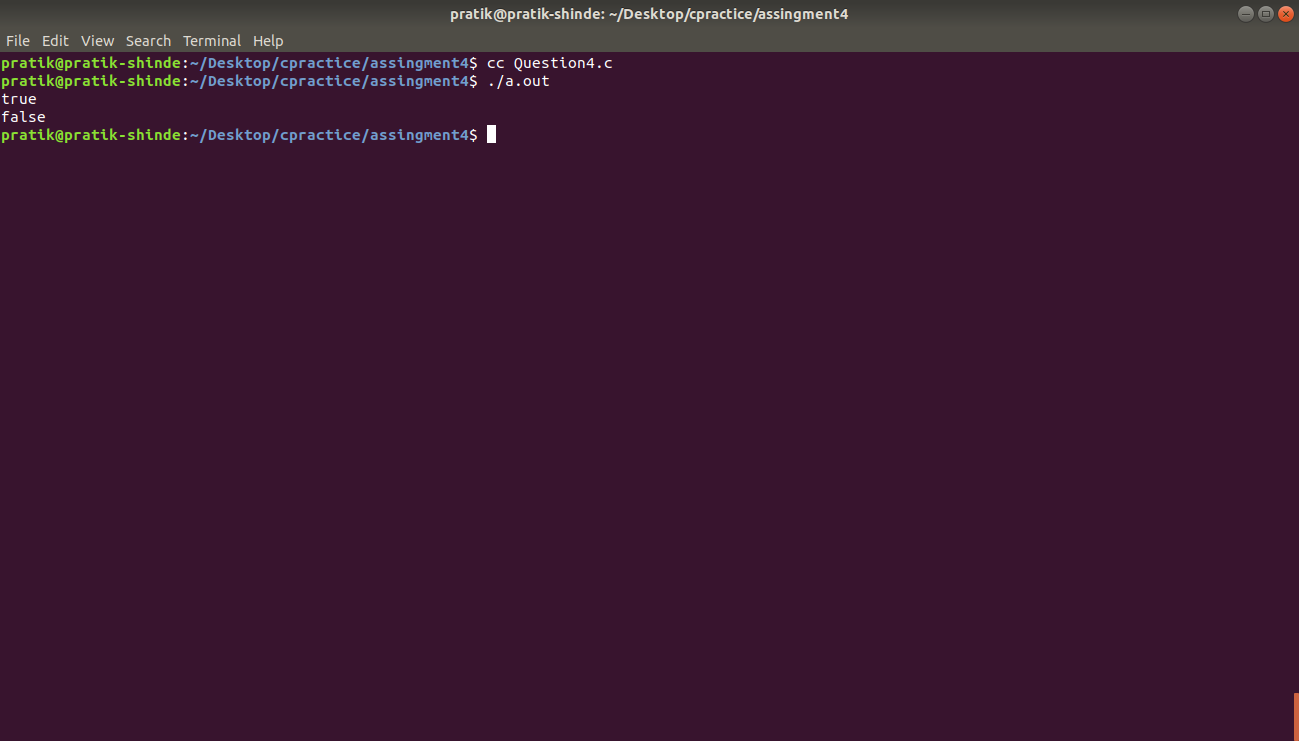 pratik@pratik-shinde: ~/Desktop/cpractice/assingment4
File Edit View Search Terminal Help
pratik@pratik-shinde:~/Desktop/cpractice/assingment4$ cc Question4.c
pratik@pratik-shinde:~/Desktop/cpractice/assingment4$ ./a.out
true
false
pratik@pratik-shinde:~/Desktop/cpractice/assingment4$